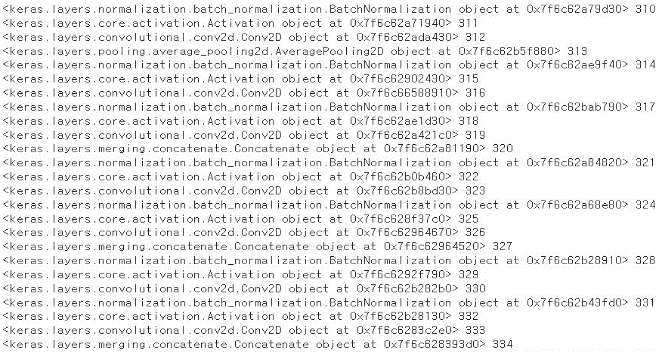 <keras.layers.normalization.batch_normalization.BatchNormalization object at 0x7f6c62a79d30> 310
<keras.layers.core.activation.Activation object at 0x7f6c62a71940> 311
<keras.layers.convolutional.conv2d.Conv2D object at 0x7f6c62ada430> 312
<keras.layers.pooling.average_pooling2d.AveragePooling2D object at 0x7f6c62b5f880> 313
<keras.layers.normalization.batch_normalization.BatchNormalization object at 0x7f6c62ae9f40> 314
<keras.layers.core.activation.Activation object at 0x7f6c62902430> 315
<keras.layers.convolutional.conv2d.Conv2D object at 0x7f6c66588910> 316
<keras.layers.normalization.batch_normalization.BatchNormalization object at 0x7f6c62bab790> 317
<keras.layers.core.activation.Activation object at 0x7f6c62ae1d30> 318
<keras.layers.convolutional.conv2d.Conv2D object at 0x7f6c62a421c0> 319
<keras.layers.merging.concatenate.Concatenate object at 0x7f6c62a81190> 320
<keras.layers.normalization.batch_normalization.BatchNormalization object at 0x7f6c62a84820> 321
<keras.layers.core.activation.Activation object at 0x7f6c62b0b460> 322
<keras.layers.convolutional.conv2d.Conv2D object at 0x7f6c62b8bd30> 323
<keras.layers.normalization.batch_normalization.BatchNormalization object at 0x7f6c62a68e80> 324
<keras.layers.core.activation.Activation object at 0x7f6c628f37c0> 325
<keras.layers.convolutional.conv2d.Conv2D object at 0x7f6c62964670> 326
<keras.layers.merging.concatenate.Concatenate object at 0x7f6c62964520> 327
<keras.layers.normalization.batch_normalization.BatchNormalization object at 0x7f6c62b28910> 328
<keras.layers.core.activation.Activation object at 0x7f6c6292f790> 329
<keras.layers.convolutional.conv2d.Conv2D object at 0x7f6c62b282b0> 330
<keras.layers.normalization.batch_normalization.BatchNormalization object at 0x7f6c62b43fd0> 331
<keras.layers.core.activation.Activation object at 0x7f6c62b28130> 332
<keras.layers.convolutional.conv2d.Conv2D object at 0x7f6c6283c2e0> 333
<keras.layers.merging.concatenate.Concatenate object at 0x7f6c628393d0> 334